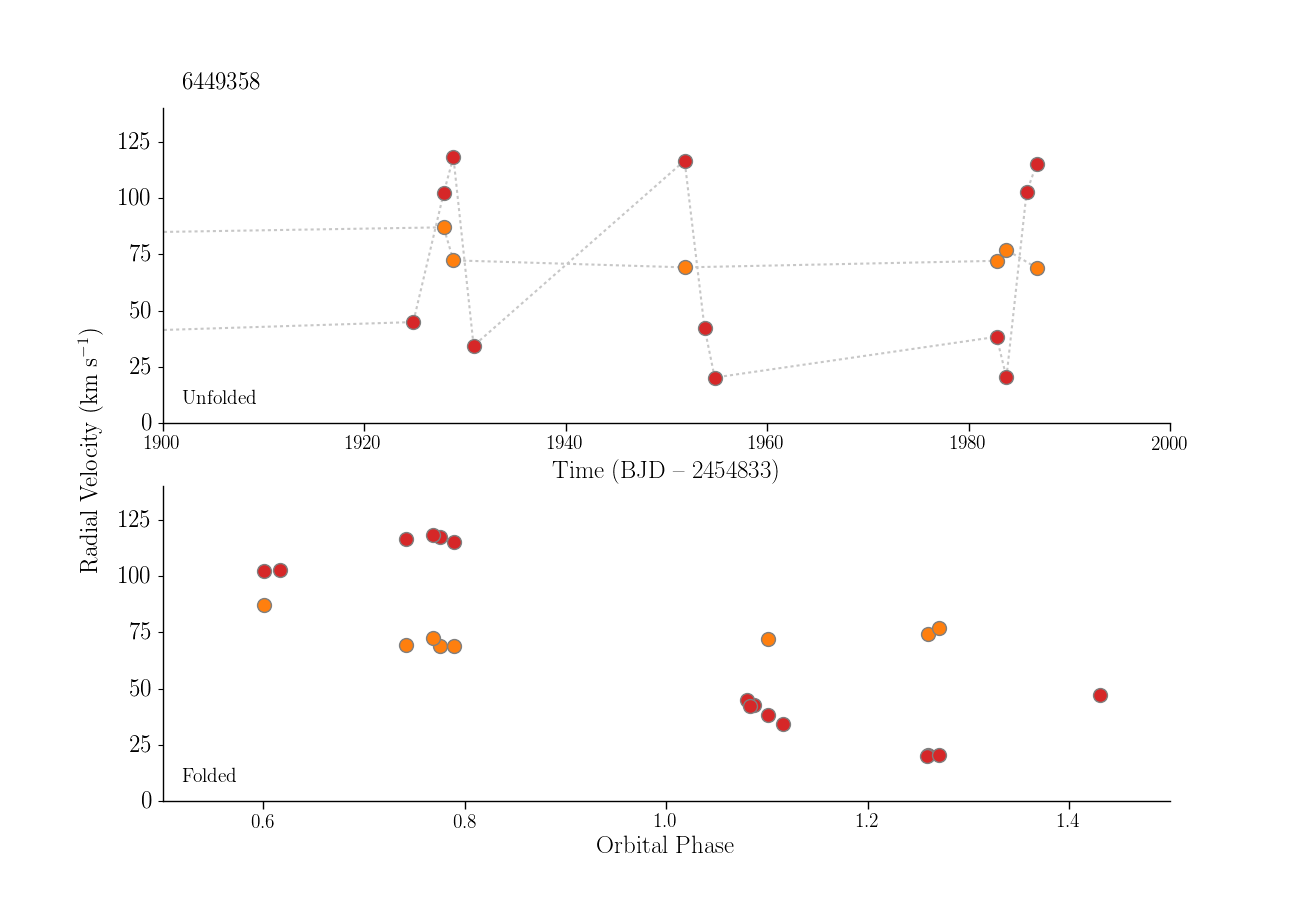 6449358
125
100
75
50
25
0
Unfolded
1900 1920 1940 1960 1980 2000
Time (BJD – 2454833)
Radial Velocity (km s⁻¹)
125
100
75
50
25
0
Folded
0.6 0.8 1.0 1.2 1.4
Orbital Phase